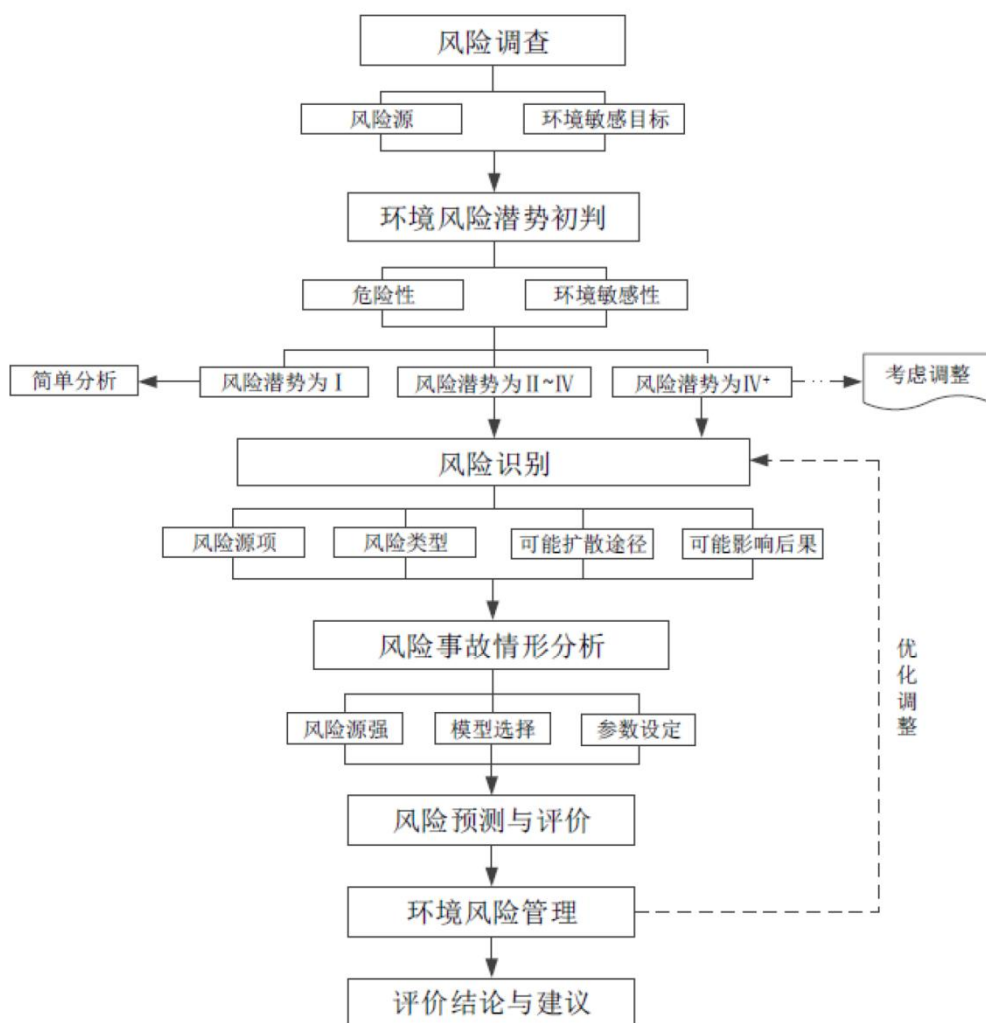 风险调查
风险源
环境敏感目标
环境风险潜势初判
危险性
环境敏感性
简单分析
风险潜势为Ⅰ
风险潜势为Ⅱ~Ⅳ
风险潜势为Ⅳ+
考虑调整
风险识别
风险源项
风险类型
可能扩散途径
可能影响后果
风险事故情形分析
优化调整
风险源强
模型选择
参数设定
风险预测与评价
环境风险管理
评价结论与建议